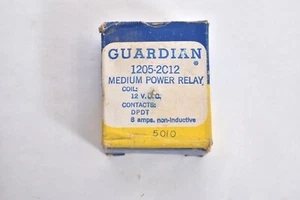 GUARDIAN®
1205-2C12
MEDIUM POWER RELAY
COIL:
12 V.D.C.
CONTACTS:
DPDT
8 amps. non-inductive
5010